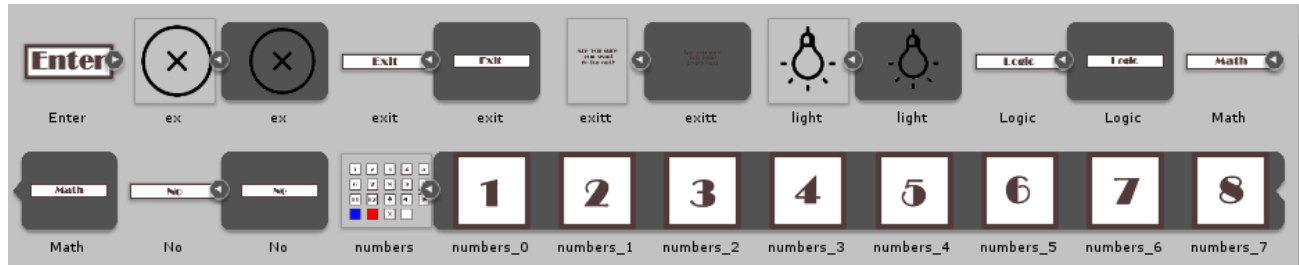 Enter Exit Exit Logic Logic Math
Enter ex ex exit exit exitt exitt light light Logic Logic Math
Math No No 1 2 3 4 5 6 7 8
Math No No numbers numbers_0 numbers_1 numbers_2 numbers_3 numbers_4 numbers_5 numbers_6 numbers_7